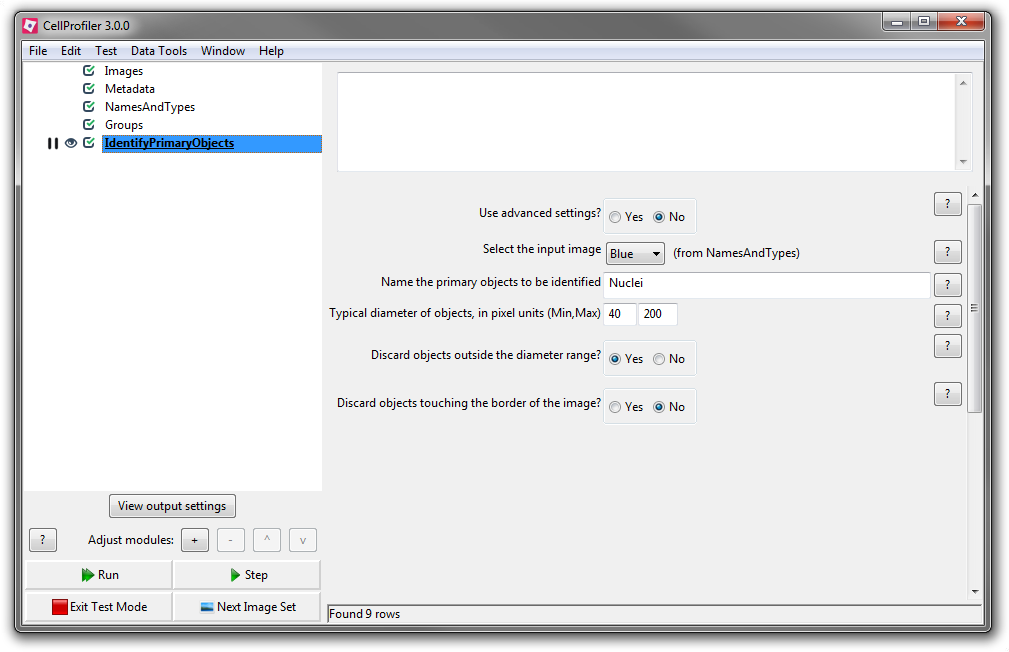 CellProfiler 3.0.0
File Edit Test Data Tools Window Help
Images
Metadata
NamesAndTypes
Groups
IdentifyPrimaryObjects
View output settings
? Adjust modules: + - ^ v
Run Step
Exit Test Mode Next Image Set
Use advanced settings? Yes No ?
Select the input image Blue (from NamesAndTypes) ?
Name the primary objects to be identified Nuclei ?
Typical diameter of objects, in pixel units (Min,Max) 40 200 ?
Discard objects outside the diameter range? Yes No ?
Discard objects touching the border of the image? Yes No ?
Found 9 rows